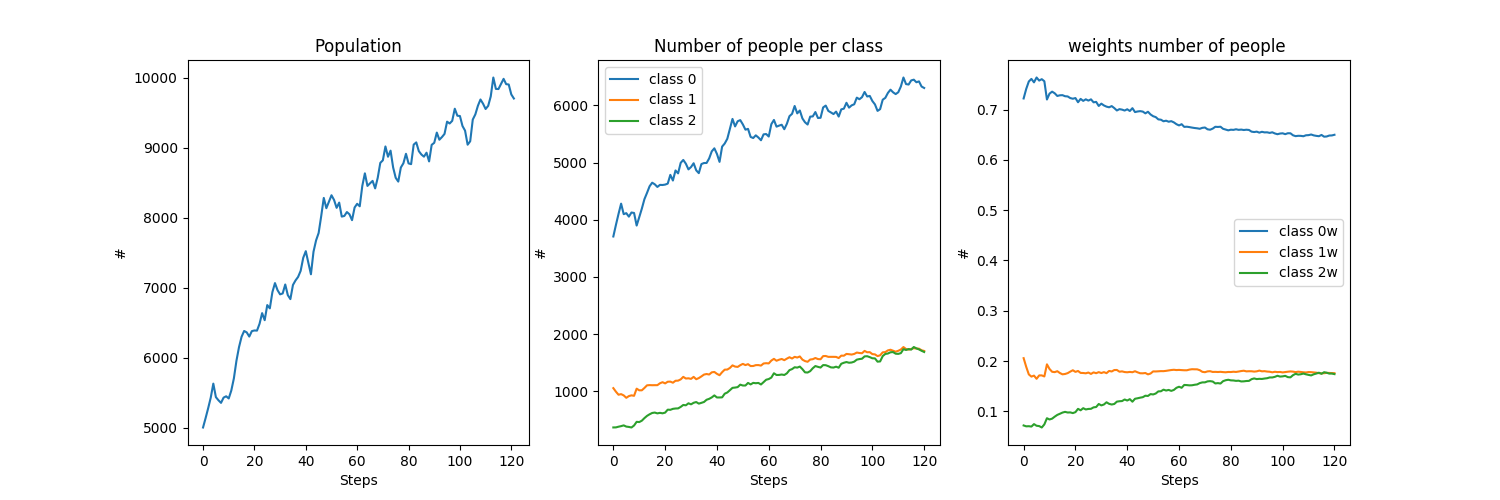 Population
10000
9000
8000
7000
6000
5000
#
0 20 40 60 80 100 120
Steps
Number of people per class
class 0
class 1
class 2
6000
5000
4000
3000
2000
1000
#
0 20 40 60 80 100 120
Steps
weights number of people
0.7
0.6
0.5
0.4
0.3
0.2
0.1
#
class 0w
class 1w
class 2w
0 20 40 60 80 100 120
Steps